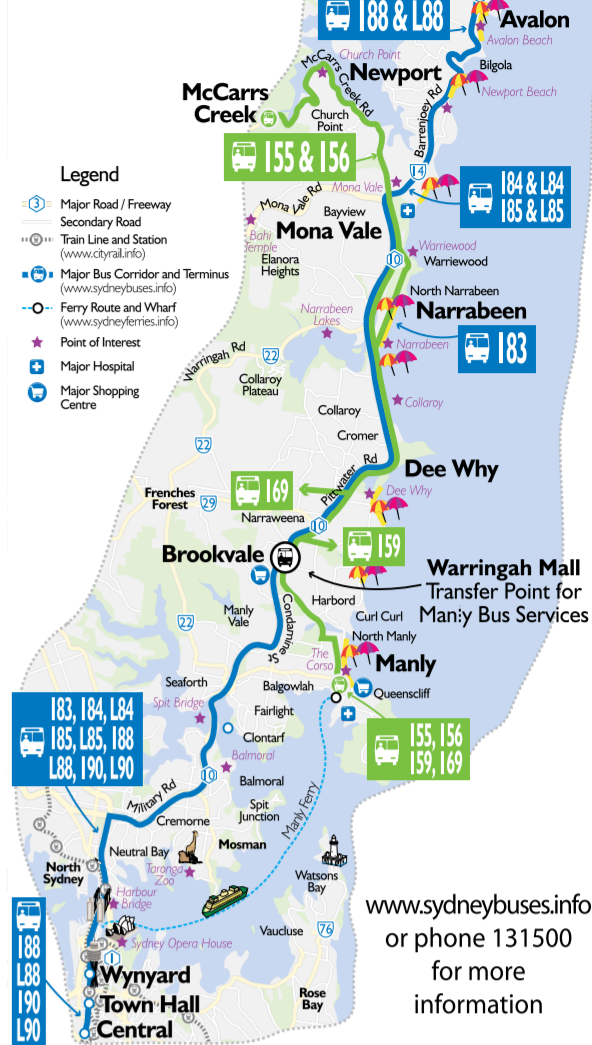 188 & L88
Avalon
Avalon Beach
Bilgola
Church Point
McCarrs Creek Rd
Newport
Newport Beach
McCarrs
Creek
Church
Point
Barrenjoey Rd
155 & 156
14
184 & L84
185 & L85
Mona Vale
Mona Vale Rd
Bayview
Bahi
Temple
Mona Vale
Elanora
Heights
10
Warriewood
Warriewood
North Narrabeen
Narrabeen
Narrabeen
Lakes
183
Narrabeen
Legend
3
Major Road / Freeway
Secondary Road
Train Line and Station
(www.cityrail.info)
Major Bus Corridor and Terminus
(www.sydneybuses.info)
Ferry Route and Wharf
(www.sydneyferries.info)
Point of Interest
Major Hospital
Major Shopping
Centre
Warringah Rd
22
Collaroy
Plateau
Collaroy
Collaroy
Cromer
22
Pittwater Rd
Dee Why
Dee Why
169
Frenches
Forest
29
Narraweena
10
159
Brookvale
Warringah Mall
Transfer Point for
Manly Bus Services
Harbord
Manly
Vale
22
Condamine St
Curl Curl
North Manly
The
Corso
Manly
Queenscliff
Seaforth
Balgowlah
Spit Bridge
Fairlight
Clontarf
155, 156
159, 169
183, 184, L84
185, L85, 188
L88, 190, L90
Balmoral
10
Balmoral
Military Rd
Spit
Junction
Manly Ferry
Cremorne
Neutral Bay
Mosman
Taronga
Zoo
North
Sydney
Watsons
Bay
Harbour
Bridge
Sydney Opera House
1
Vaucluse
76
188
L88
190
L90
Wynyard
Town Hall
Central
Rose
Bay
www.sydneybuses.info
or phone 131500
for more
information